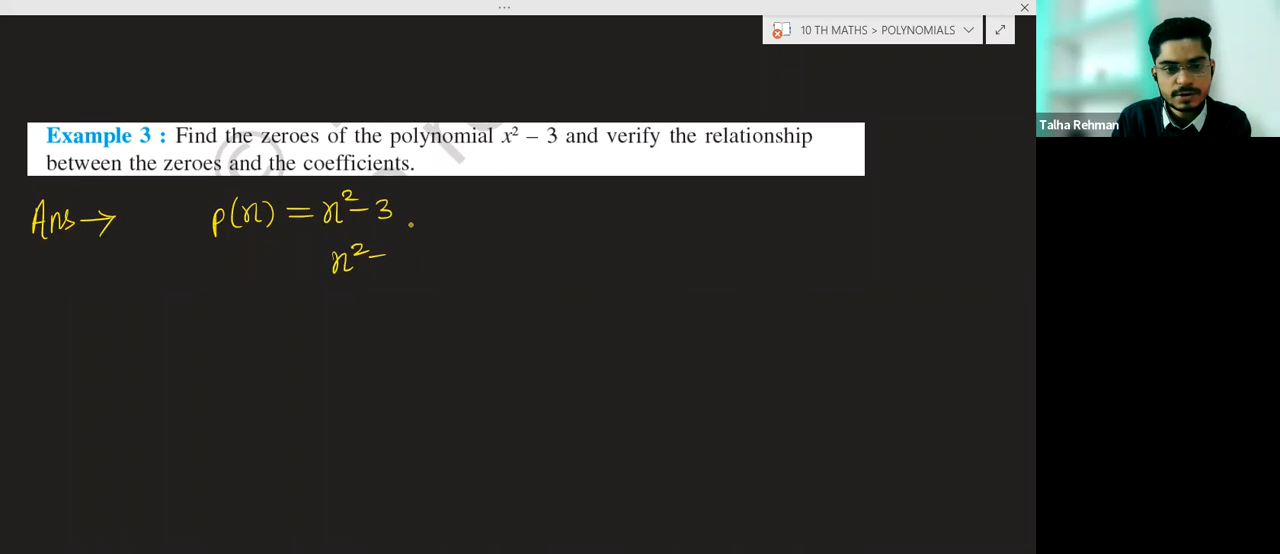 10 TH MATHS > POLYNOMIALS
Talha Rehman
Example 3 : Find the zeroes of the polynomial x² – 3 and verify the relationship
between the zeroes and the coefficients.
Ans → p(x) = x² – 3
x² –